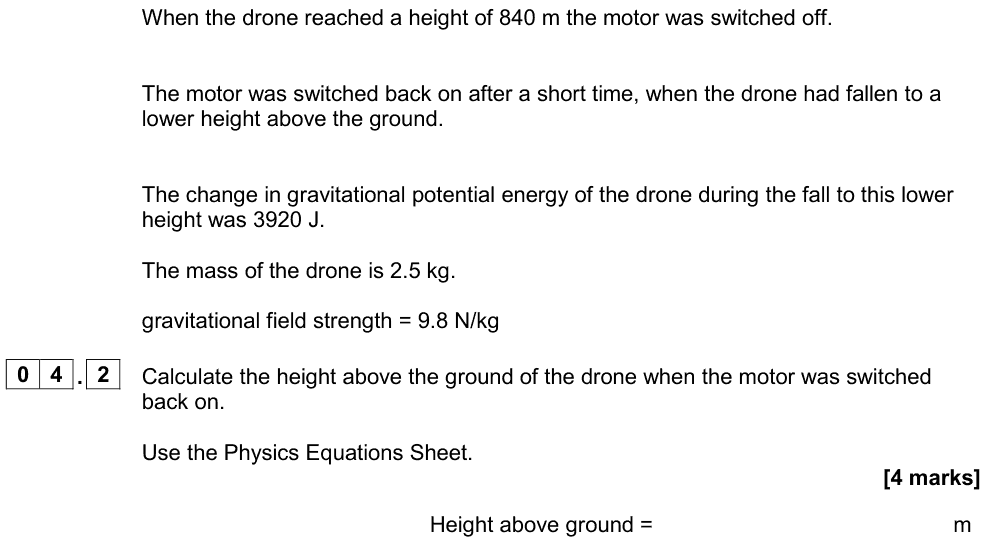 When the drone reached a height of 840 m the motor was switched off.
The motor was switched back on after a short time, when the drone had fallen to a
lower height above the ground.
The change in gravitational potential energy of the drone during the fall to this lower
height was 3920 J.
The mass of the drone is 2.5 kg.
gravitational field strength = 9.8 N/kg
0 4 . 2 Calculate the height above the ground of the drone when the motor was switched
back on.
Use the Physics Equations Sheet.
[4 marks]
Height above ground = m